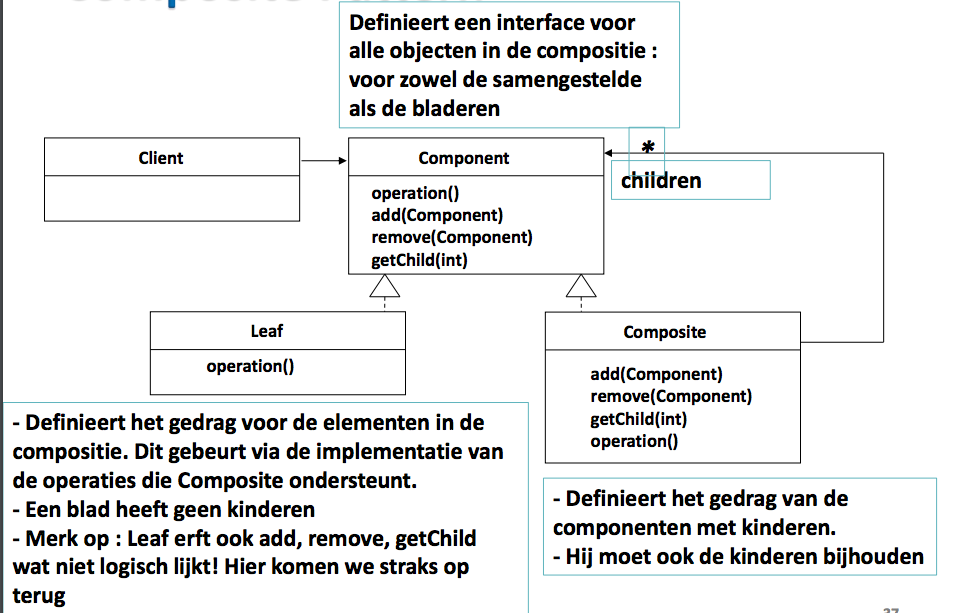 Definieert een interface voor
alle objecten in de compositie :
voor zowel de samengestelde
als de bladeren
Client
Component
*
children
operation()
add(Component)
remove(Component)
getChild(int)
Leaf
operation()
Composite
add(Component)
remove(Component)
getChild(int)
operation()
- Definieert het gedrag voor de elementen in de
compositie. Dit gebeurt via de implementatie van
de operaties die Composite ondersteunt.
- Een blad heeft geen kinderen
- Merk op : Leaf erft ook add, remove, getChild
wat niet logisch lijkt! Hier komen we straks op
terug
- Definieert het gedrag van de
componenten met kinderen.
- Hij moet ook de kinderen bijhouden